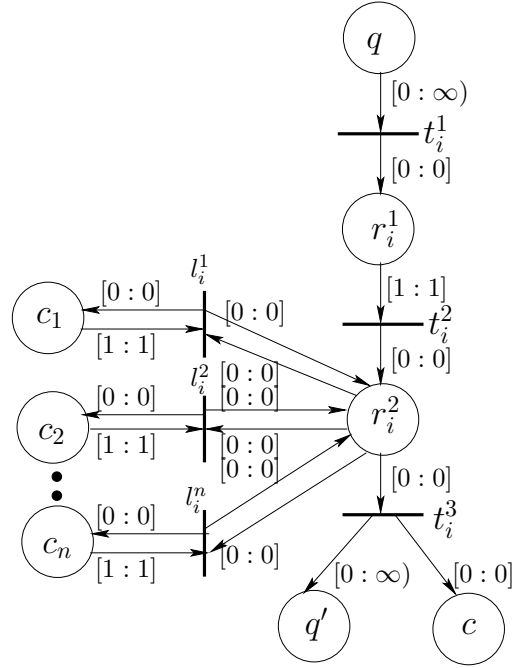 q
[0 : ∞)
t_i^1
[0 : 0]
r_i^1
[1 : 1]
t_i^2
[0 : 0]
l_i^1
[0 : 0]
[0 : 0]
c_1
[1 : 1]
l_i^2
[0 : 0]
[0 : 0]
[0 : 0]
c_2
[1 : 1]
r_i^2
[0 : 0]
[0 : 0]
[0 : 0]
l_i^n
[0 : 0]
c_n
[1 : 1]
[0 : 0]
t_i^3
[0 : ∞)
[0 : 0]
q′
c